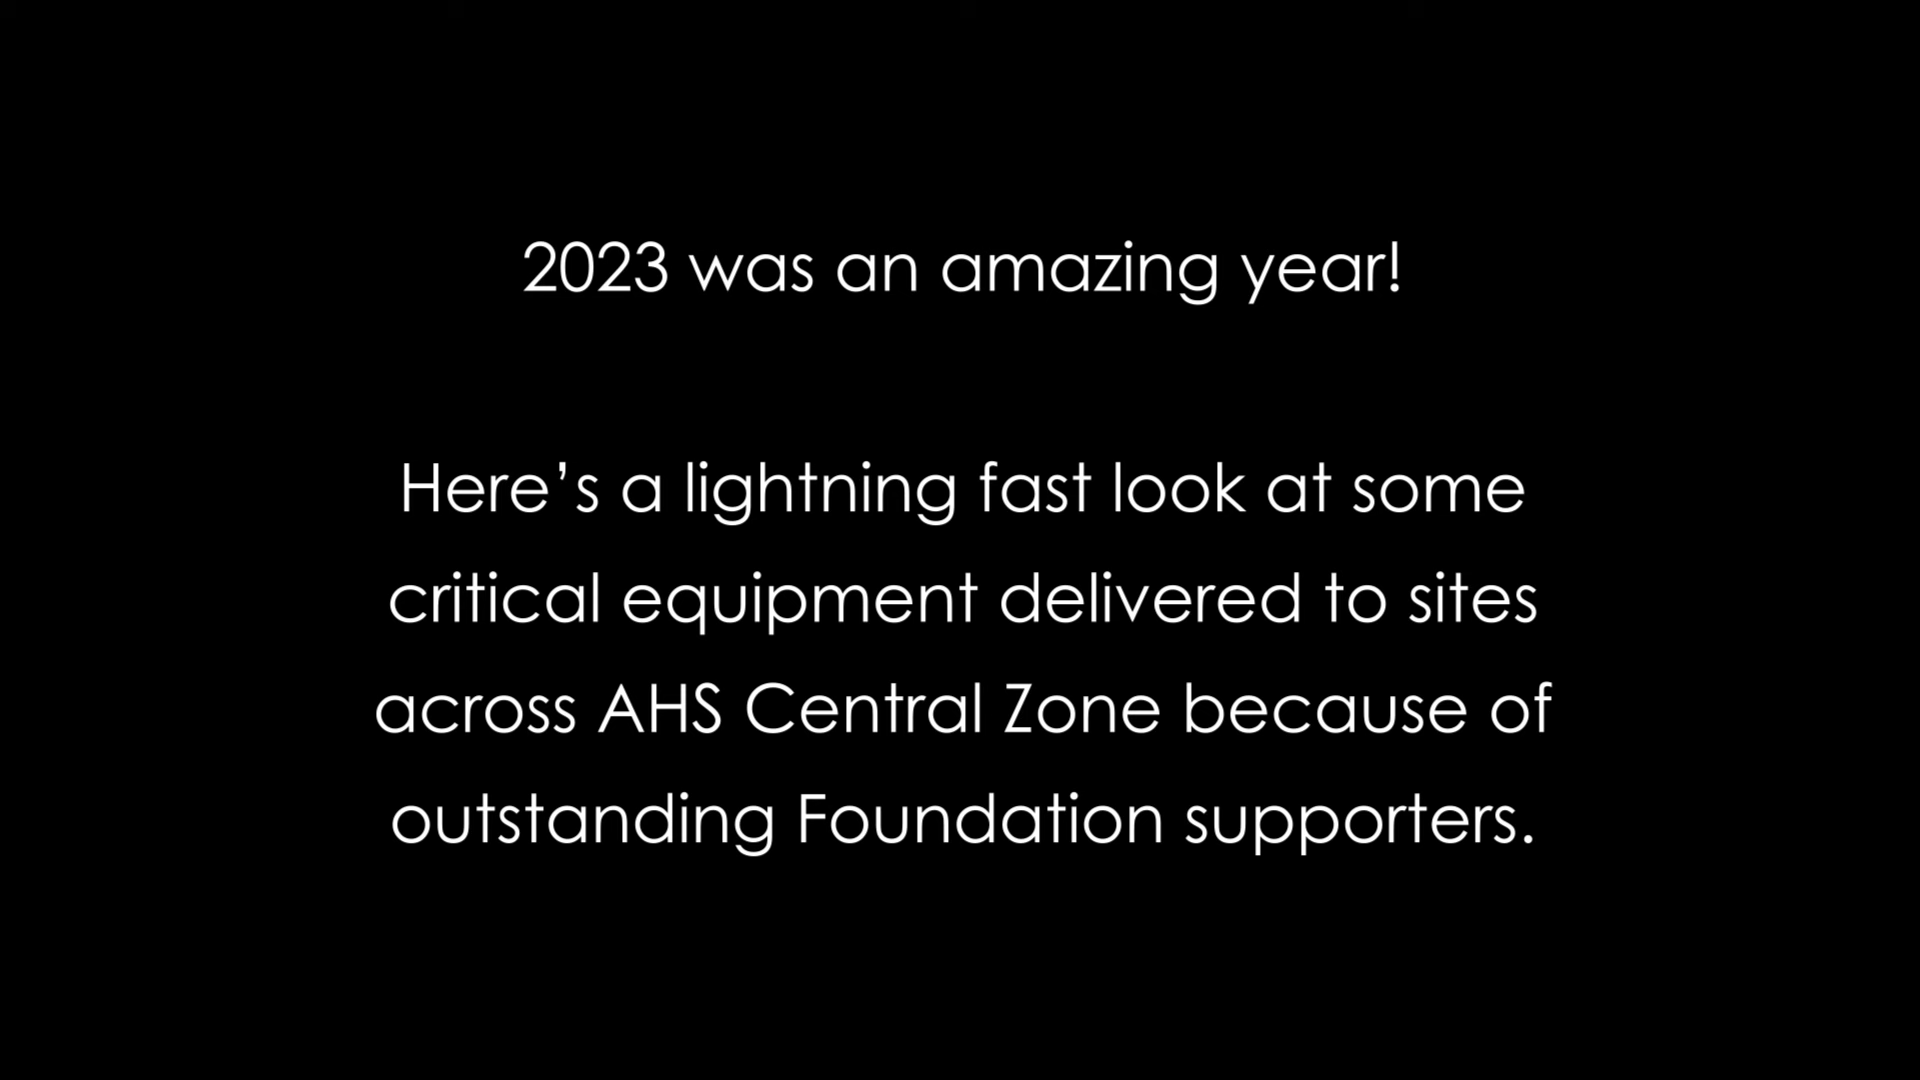 2023 was an amazing year!
Here’s a lightning fast look at some
critical equipment delivered to sites
across AHS Central Zone because of
outstanding Foundation supporters.